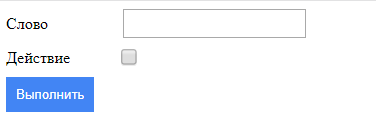 Слово
Действие
Выполнить